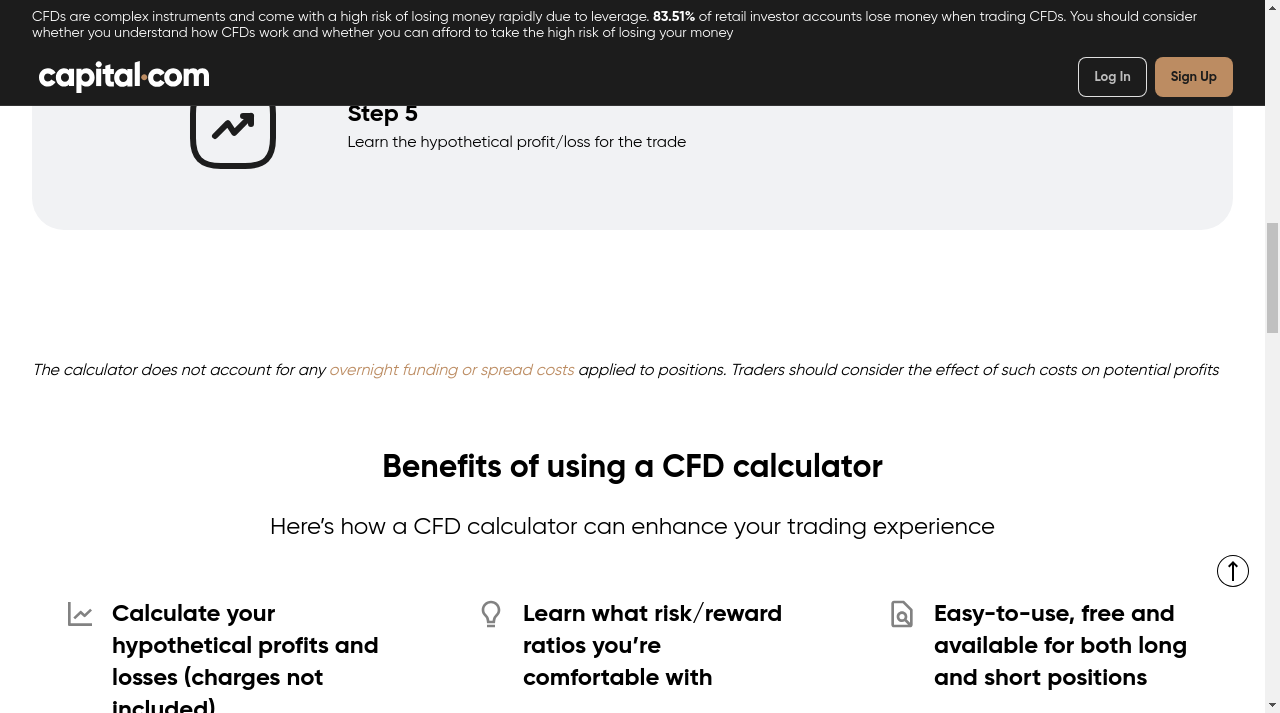 CFDs are complex instruments and come with a high risk of losing money rapidly due to leverage. 83.51% of retail investor accounts lose money when trading CFDs. You should consider
whether you understand how CFDs work and whether you can afford to take the high risk of losing your money
capital.com
Log In
Sign Up
Step 5
Learn the hypothetical profit/loss for the trade
The calculator does not account for any overnight funding or spread costs applied to positions. Traders should consider the effect of such costs on potential profits
Benefits of using a CFD calculator
Here’s how a CFD calculator can enhance your trading experience
Calculate your
hypothetical profits and
losses (charges not
included)
Learn what risk/reward
ratios you’re
comfortable with
Easy-to-use, free and
available for both long
and short positions